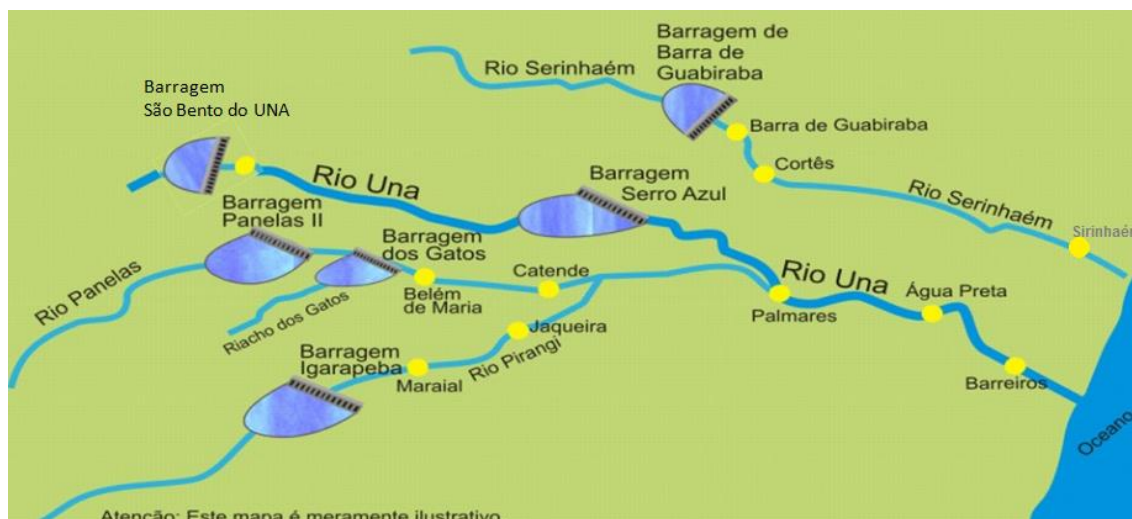 Barragem de
Barra de
Guabiraba
Rio Serinhaém
Barragem
São Bento do UNA
Barra de Guabiraba
Cortês
Rio Una
Barragem
Serro Azul
Rio Serinhaém
Sirinhaém
Barragem
Panelas II
Barragem
dos Gatos
Rio Panelas
Riacho dos Gatos
Belém
de Maria
Catende
Rio Una
Palmares
Água Preta
Barragem
Igarapeba
Jaqueira
Rio Pirangi
Maraial
Barreiros
Oceano
Atenção: Este mapa é meramente ilustrativo